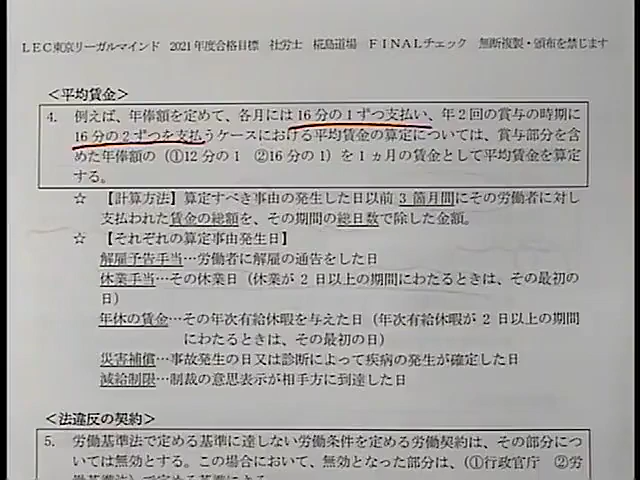 LEC東京リーガルマインド 2021年度合格目標 社労士 椛島道場 FINALチェック 無断複製・頒布を禁じます
＜平均賃金＞
4. 例えば、年俸額を定めて、各月には16分の1ずつ支払い、年2回の賞与の時期に
16分の2ずつを支払うケースにおける平均賃金の算定については、賞与部分を含
めた年俸額の（①12分の1 ②16分の1）を1ヵ月の賃金として平均賃金を算定
する。
☆ 【計算方法】算定すべき事由の発生した日以前3箇月間にその労働者に対し
支払われた賃金の総額を、その期間の総日数で除した金額。
☆ 【それぞれの算定事由発生日】
解雇予告手当…労働者に解雇の通告をした日
休業手当…その休業日（休業が2日以上の期間にわたるときは、その最初の
日）
年休の賃金…その年次有給休暇を与えた日（年次有給休暇が2日以上の期間
にわたるときは、その最初の日）
災害補償…事故発生の日又は診断によって疾病の発生が確定した日
減給制限…制裁の意思表示が相手方に到達した日
＜法違反の契約＞
5. 労働基準法で定める基準に達しない労働条件を定める労働契約は、その部分につ
いては無効とする。この場合において、無効となった部分は、（①行政官庁 ②労